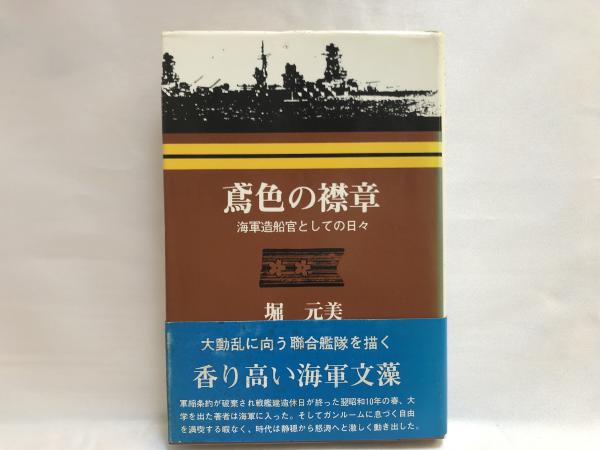 鳶色の襟章
海軍造船官としての日々
堀 元美
大動乱に向う聯合艦隊を描く
香り高い海軍文藻
軍縮条約が破棄され戦艦建造休日が終った翌昭和10年の春、大
学を出た著者は海軍に入った。そしてガンルームに息づく自由
を満喫する暇なく、時代は静穏から怒濤へと激しく動き出した。